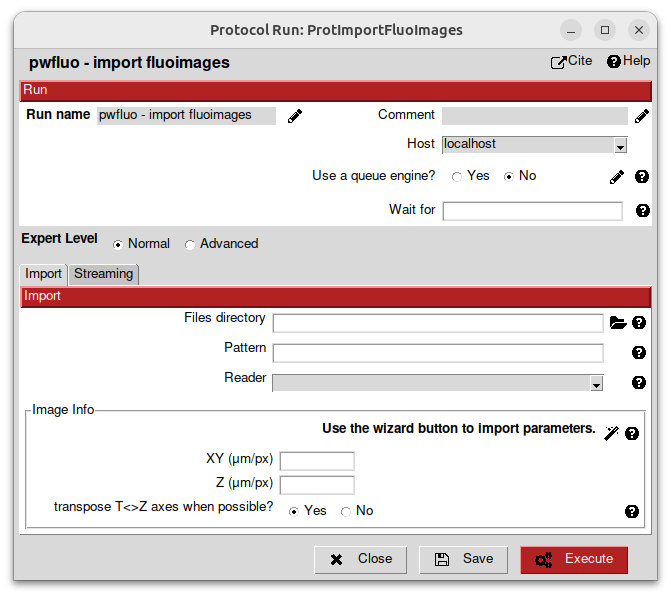 Protocol Run: ProtImportFluoImages
pwfluo - import fluoimages
Cite
Help
Run
Run name pwfluo - import fluoimages
Comment
Host localhost
Use a queue engine? Yes No
Wait for
Expert Level Normal Advanced
Import Streaming
Import
Files directory
Pattern
Reader
Image Info
Use the wizard button to import parameters.
XY (µm/px)
Z (µm/px)
transpose T<>Z axes when possible? Yes No
Close Save Execute